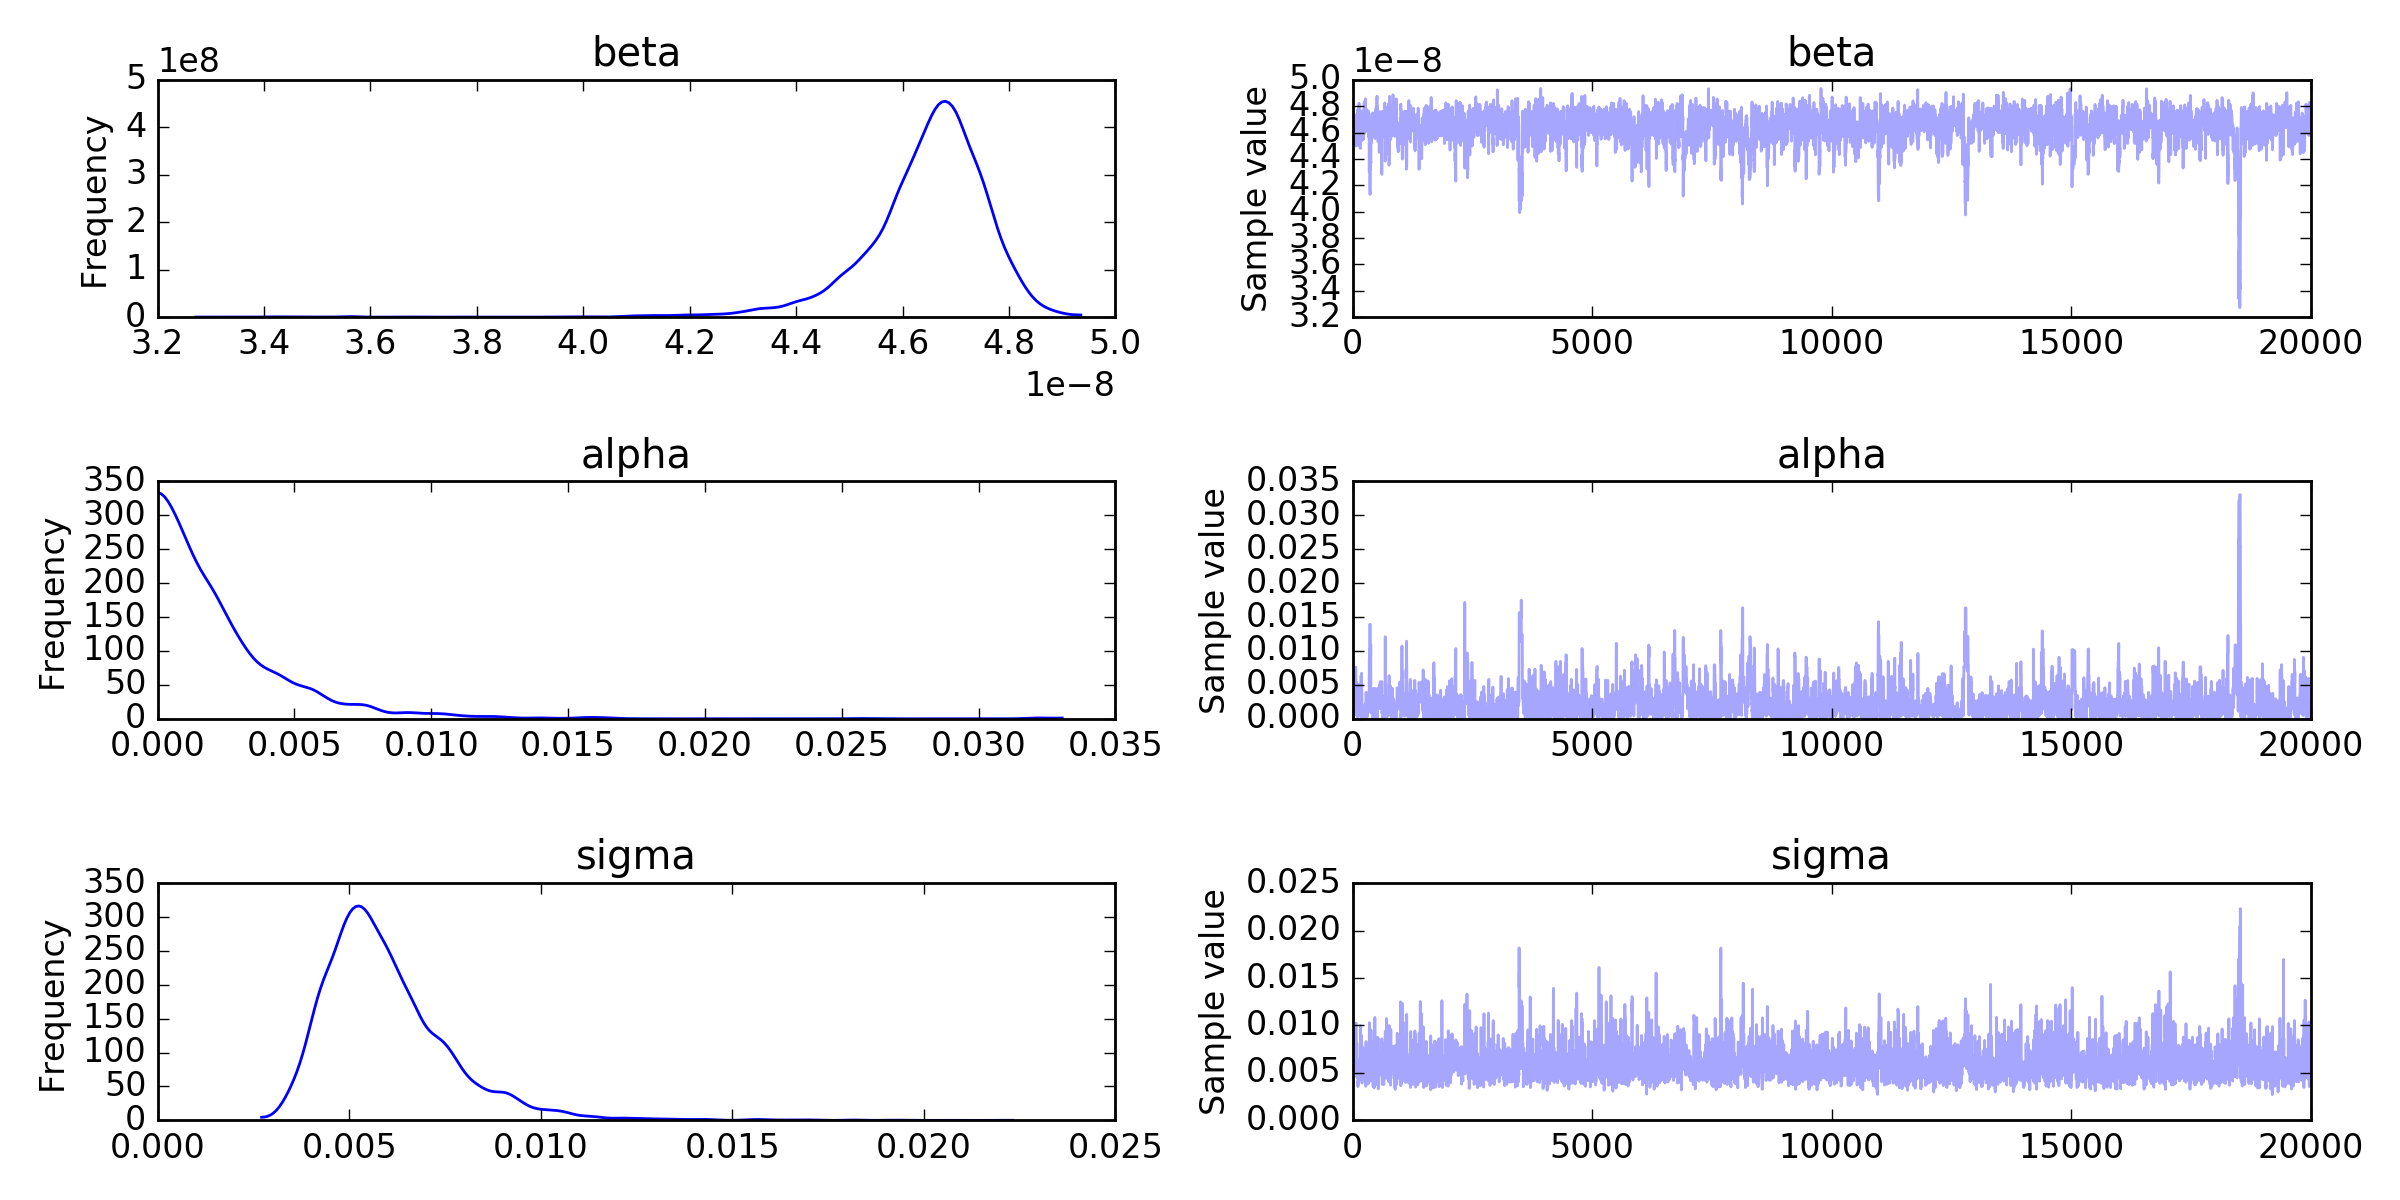 beta
1e8
5
4
3
2
1
0
Frequency
3.2 3.4 3.6 3.8 4.0 4.2 4.4 4.6 4.8 5.0
1e−8
beta
1e−8
5.0
4.8
4.6
4.4
4.2
4.0
3.8
3.6
3.4
3.2
Sample value
0 5000 10000 15000 20000
alpha
350
300
250
200
150
100
50
0
Frequency
0.000 0.005 0.010 0.015 0.020 0.025 0.030 0.035
alpha
0.035
0.030
0.025
0.020
0.015
0.010
0.005
0.000
Sample value
0 5000 10000 15000 20000
sigma
350
300
250
200
150
100
50
0
Frequency
0.000 0.005 0.010 0.015 0.020 0.025
sigma
0.025
0.020
0.015
0.010
0.005
0.000
Sample value
0 5000 10000 15000 20000